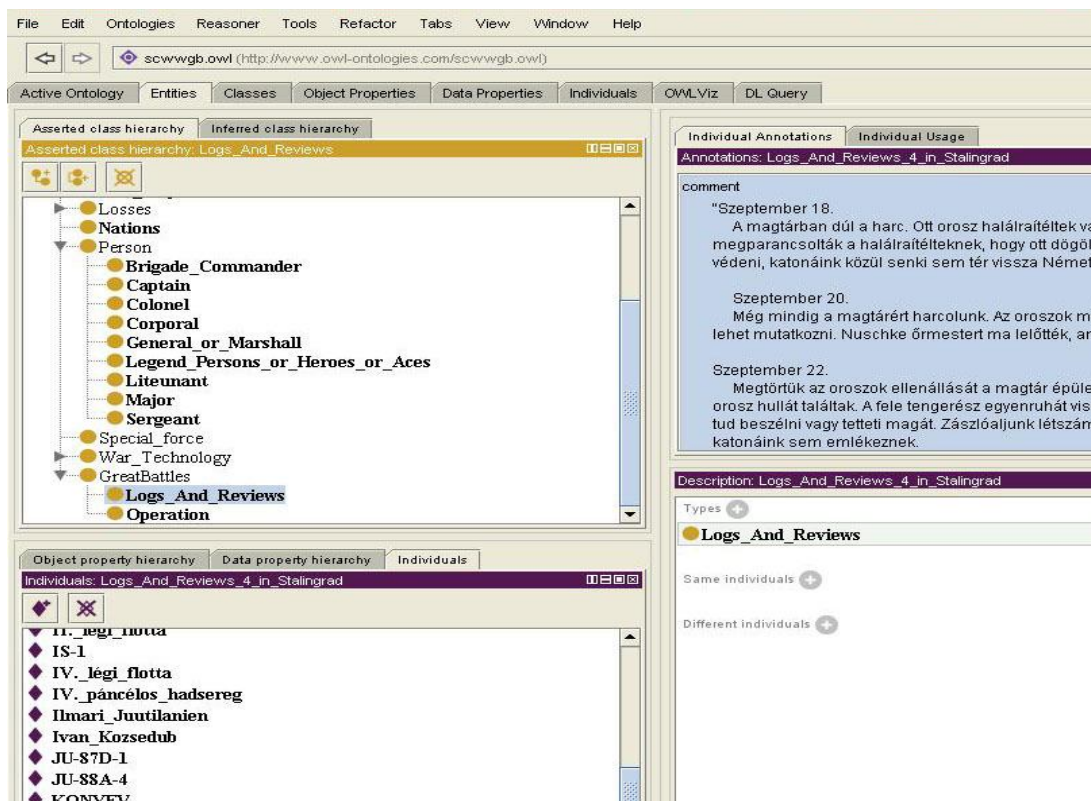 File Edit Ontologies Reasoner Tools Refactor Tabs View Window Help
scwwgb.owl (http://www.owl-ontologies.com/scwwgb.owl)
Active Ontology Entities Classes Object Properties Data Properties Individuals OWLViz DL Query
Asserted class hierarchy Inferred class hierarchy
Asserted class hierarchy: Logs_And_Reviews
Losses
Nations
Person
Brigade_Commander
Captain
Colonel
Corporal
General_or_Marshall
Legend_Persons_or_Heroes_or_Aces
Liteunant
Major
Sergeant
Special_force
War_Technology
GreatBattles
Logs_And_Reviews
Operation
Object property hierarchy Data property hierarchy Individuals
Individuals: Logs_And_Reviews_4_in_Stalingrad
II._légi_flotta
IS-1
IV._légi_flotta
IV._páncélos_hadsereg
Ilmari_Juutilanien
Ivan_Kozsedub
JU-87D-1
JU-88A-4
Individual Annotations Individual Usage
Annotations: Logs_And_Reviews_4_in_Stalingrad
comment
"Szeptember 18.
A magtárban dúl a harc. Ott orosz halálraítéltek
megparancsolták a halálraítélteknek, hogy ott
védeni, katonáink közül senki sem tér vissza
Szeptember 20.
Még mindig a magtárért harcolunk. Az oroszok
lehet mutatkozni. Nuschke őrmestert ma lelőtték,
Szeptember 22.
Megtörtük az oroszok ellenállását a magtár
orosz hullát találtak. A fele tengerész egyenruhát
tud beszélni vagy tetteti magát. Zászlóaljunk
katonáink sem emlékeznek.
Description: Logs_And_Reviews_4_in_Stalingrad
Types
Logs_And_Reviews
Same individuals
Different individuals